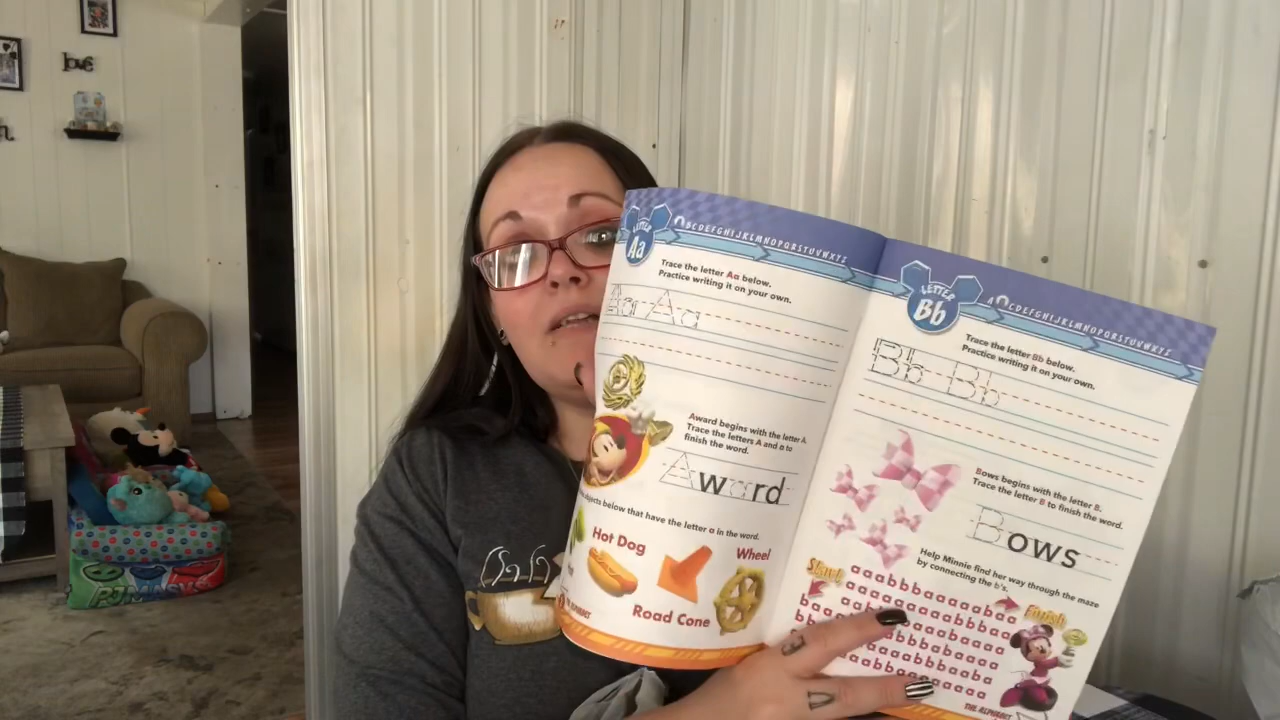 love
PJ MASKS
LETTER
Aa
ABCDEFGHIJKLMNOPQRSTUVWXYZ
Trace the letter Aa below.
Practice writing it on your own.
Aa Aa
Award begins with the letter A.
Trace the letters A and a to
finish the word.
Award
objects below that have the letter a in the word.
Hot Dog
Wheel
Road Cone
THE ALPHABET
LETTER
Bb
ABCDEFGHIJKLMNOPQRSTUVWXYZ
Trace the letter Bb below.
Practice writing it on your own.
Bb Bb
Bows begins with the letter B.
Trace the letter B to finish the word.
Bows
Help Minnie find her way through the maze
by connecting the b's.
Start
Finish
THE ALPHABET